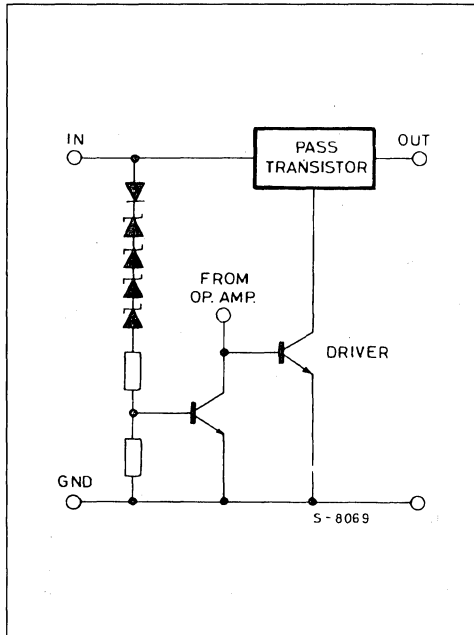 IN
PASS
TRANSISTOR
OUT
FROM
OP. AMP.
DRIVER
GND
S-8069